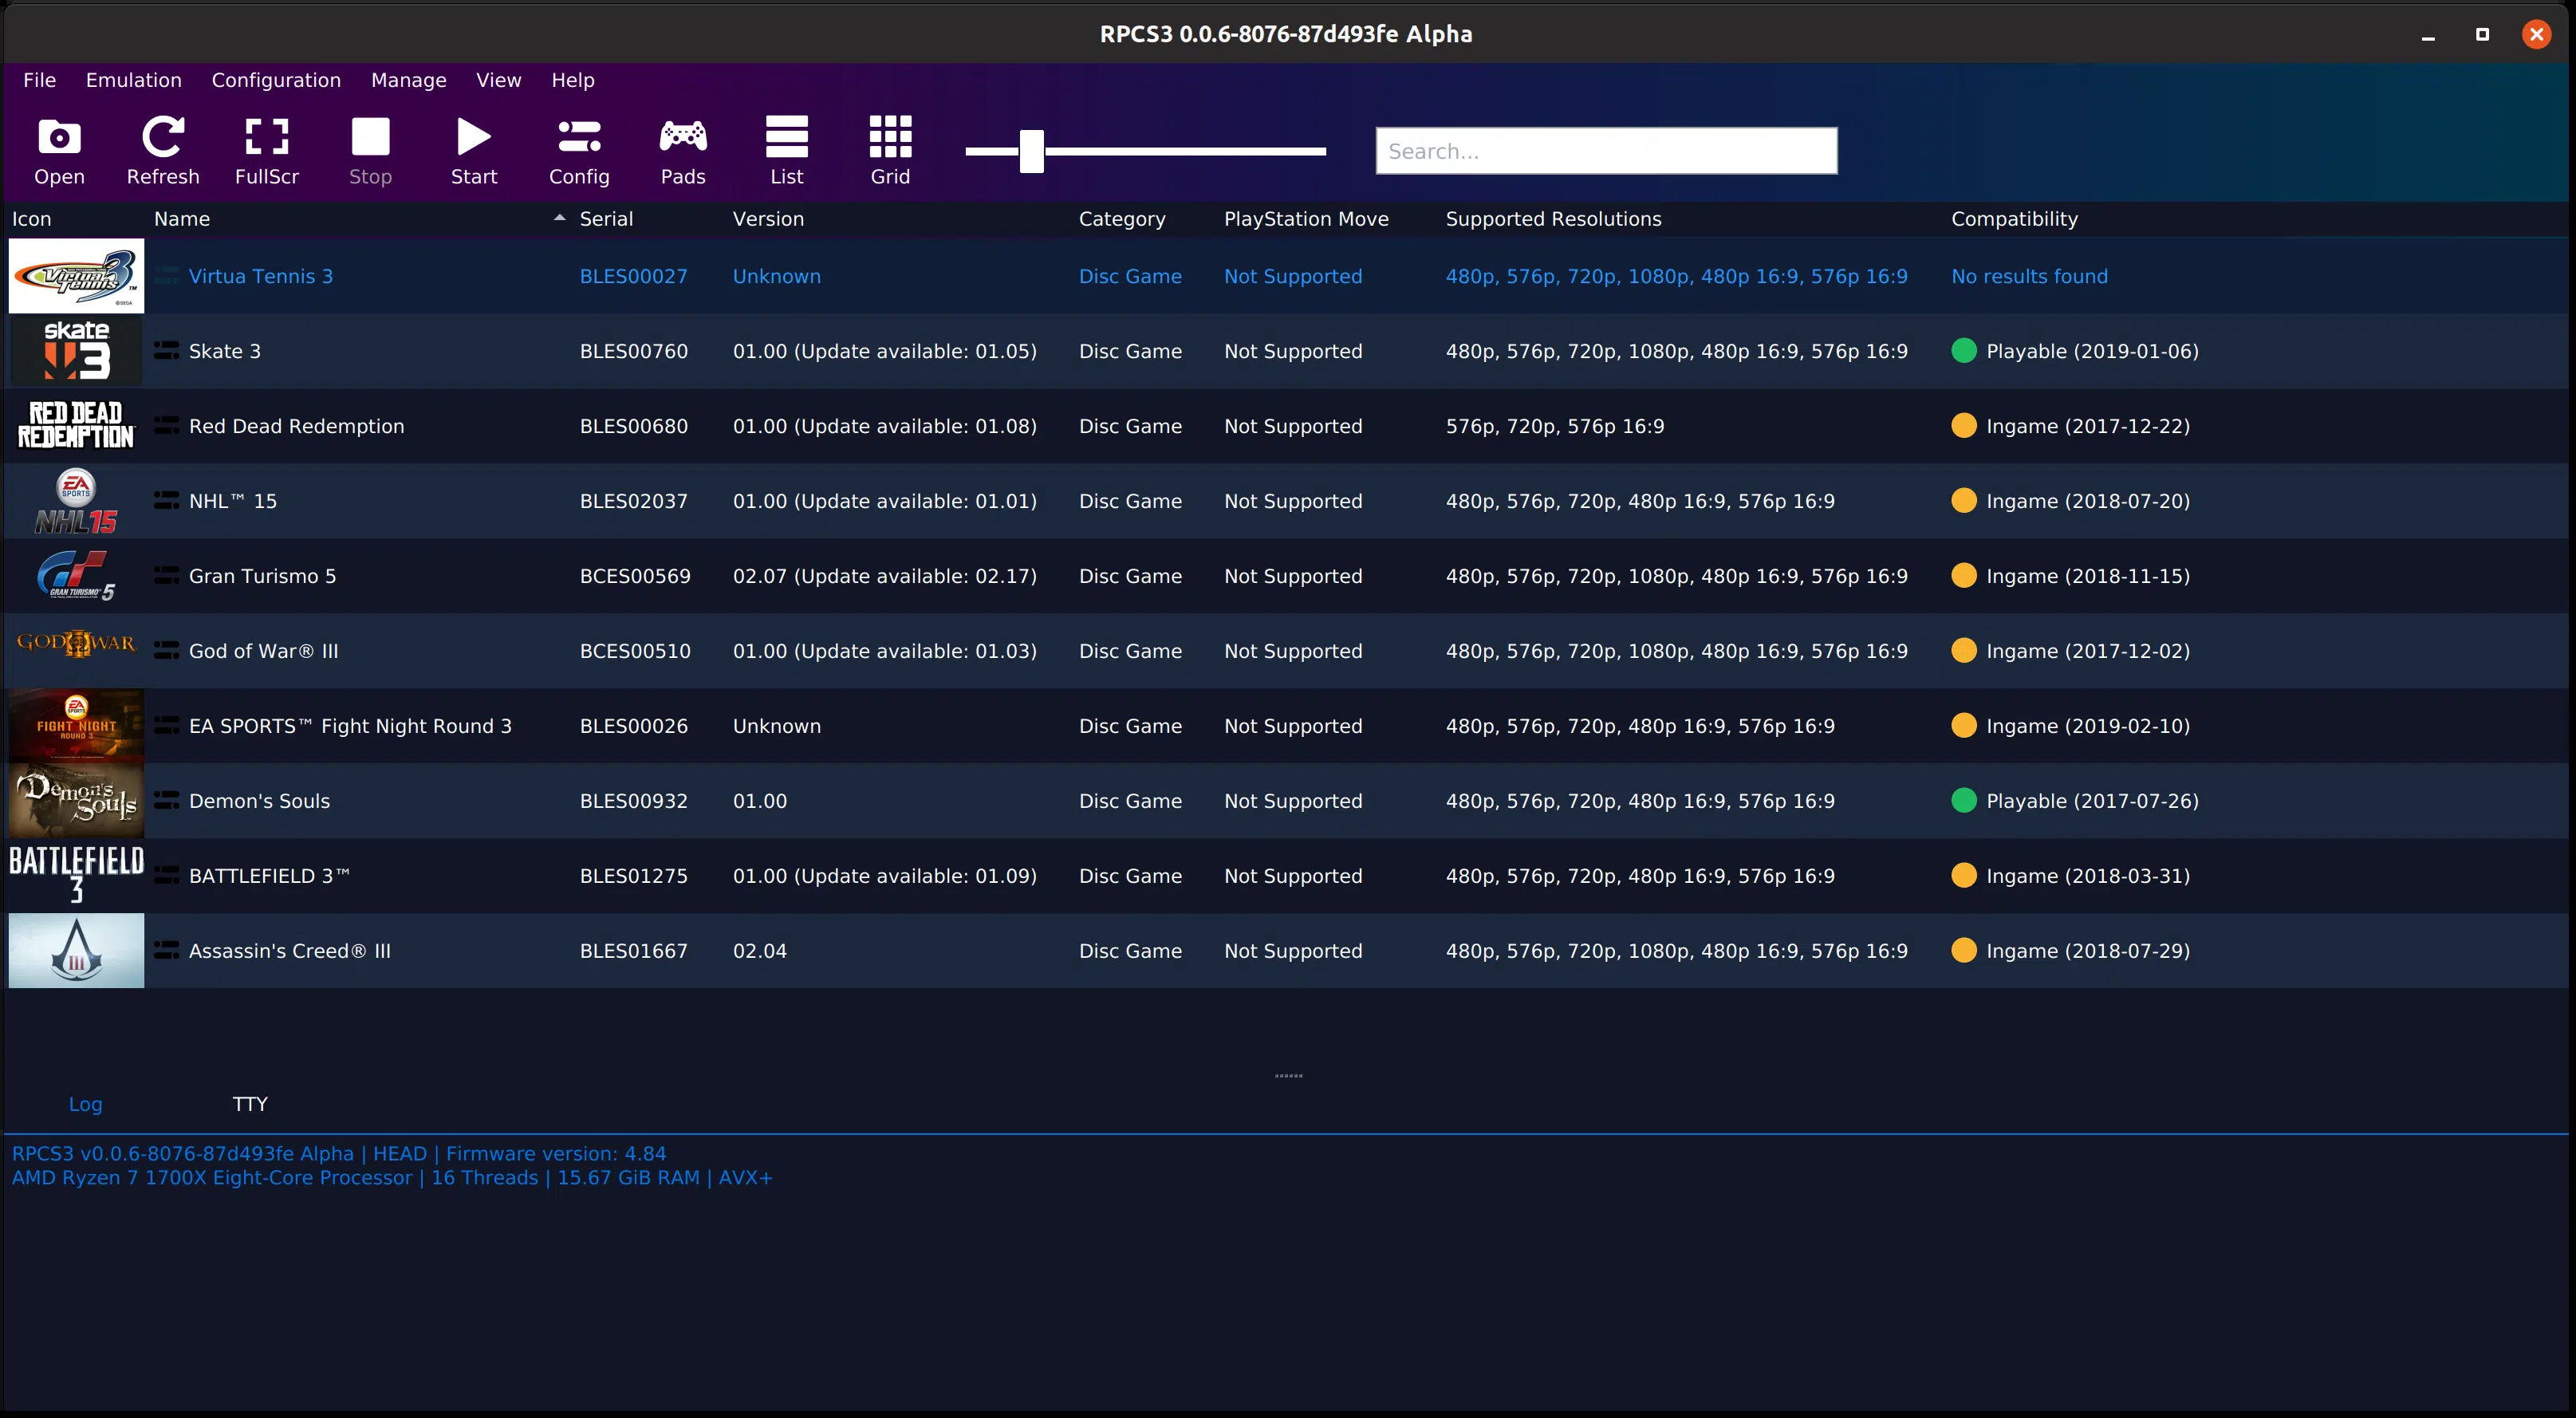 RPCS3 0.0.6-8076-87d493fe Alpha
File Emulation Configuration Manage View Help
Open Refresh FullScr Stop Start Config Pads List Grid Search...
Icon Name Serial Version Category PlayStation Move Supported Resolutions Compatibility
Virtua Tennis 3 ™ ©SEGA Virtua Tennis 3 BLES00027 Unknown Disc Game Not Supported 480p, 576p, 720p, 1080p, 480p 16:9, 576p 16:9 No results found
skate 3 Skate 3 BLES00760 01.00 (Update available: 01.05) Disc Game Not Supported 480p, 576p, 720p, 1080p, 480p 16:9, 576p 16:9 Playable (2019-01-06)
RED DEAD REDEMPTION Red Dead Redemption BLES00680 01.00 (Update available: 01.08) Disc Game Not Supported 576p, 720p, 576p 16:9 Ingame (2017-12-22)
EA SPORTS NHL15 NHL™ 15 BLES02037 01.00 (Update available: 01.01) Disc Game Not Supported 480p, 576p, 720p, 480p 16:9, 576p 16:9 Ingame (2018-07-20)
GRAN TURISMO 5 Gran Turismo 5 BCES00569 02.07 (Update available: 02.17) Disc Game Not Supported 480p, 576p, 720p, 1080p, 480p 16:9, 576p 16:9 Ingame (2018-11-15)
GOD III WAR God of War® III BCES00510 01.00 (Update available: 01.03) Disc Game Not Supported 480p, 576p, 720p, 1080p, 480p 16:9, 576p 16:9 Ingame (2017-12-02)
EA SPORTS FIGHT NIGHT ROUND 3 EA SPORTS™ Fight Night Round 3 BLES00026 Unknown Disc Game Not Supported 480p, 576p, 720p, 480p 16:9, 576p 16:9 Ingame (2019-02-10)
Demon's Souls Demon's Souls BLES00932 01.00 Disc Game Not Supported 480p, 576p, 720p, 480p 16:9, 576p 16:9 Playable (2017-07-26)
BATTLEFIELD 3 BATTLEFIELD 3™ BLES01275 01.00 (Update available: 01.09) Disc Game Not Supported 480p, 576p, 720p, 480p 16:9, 576p 16:9 Ingame (2018-03-31)
III Assassin's Creed® III BLES01667 02.04 Disc Game Not Supported 480p, 576p, 720p, 1080p, 480p 16:9, 576p 16:9 Ingame (2018-07-29)
Log TTY
RPCS3 v0.0.6-8076-87d493fe Alpha | HEAD | Firmware version: 4.84
AMD Ryzen 7 1700X Eight-Core Processor | 16 Threads | 15.67 GiB RAM | AVX+